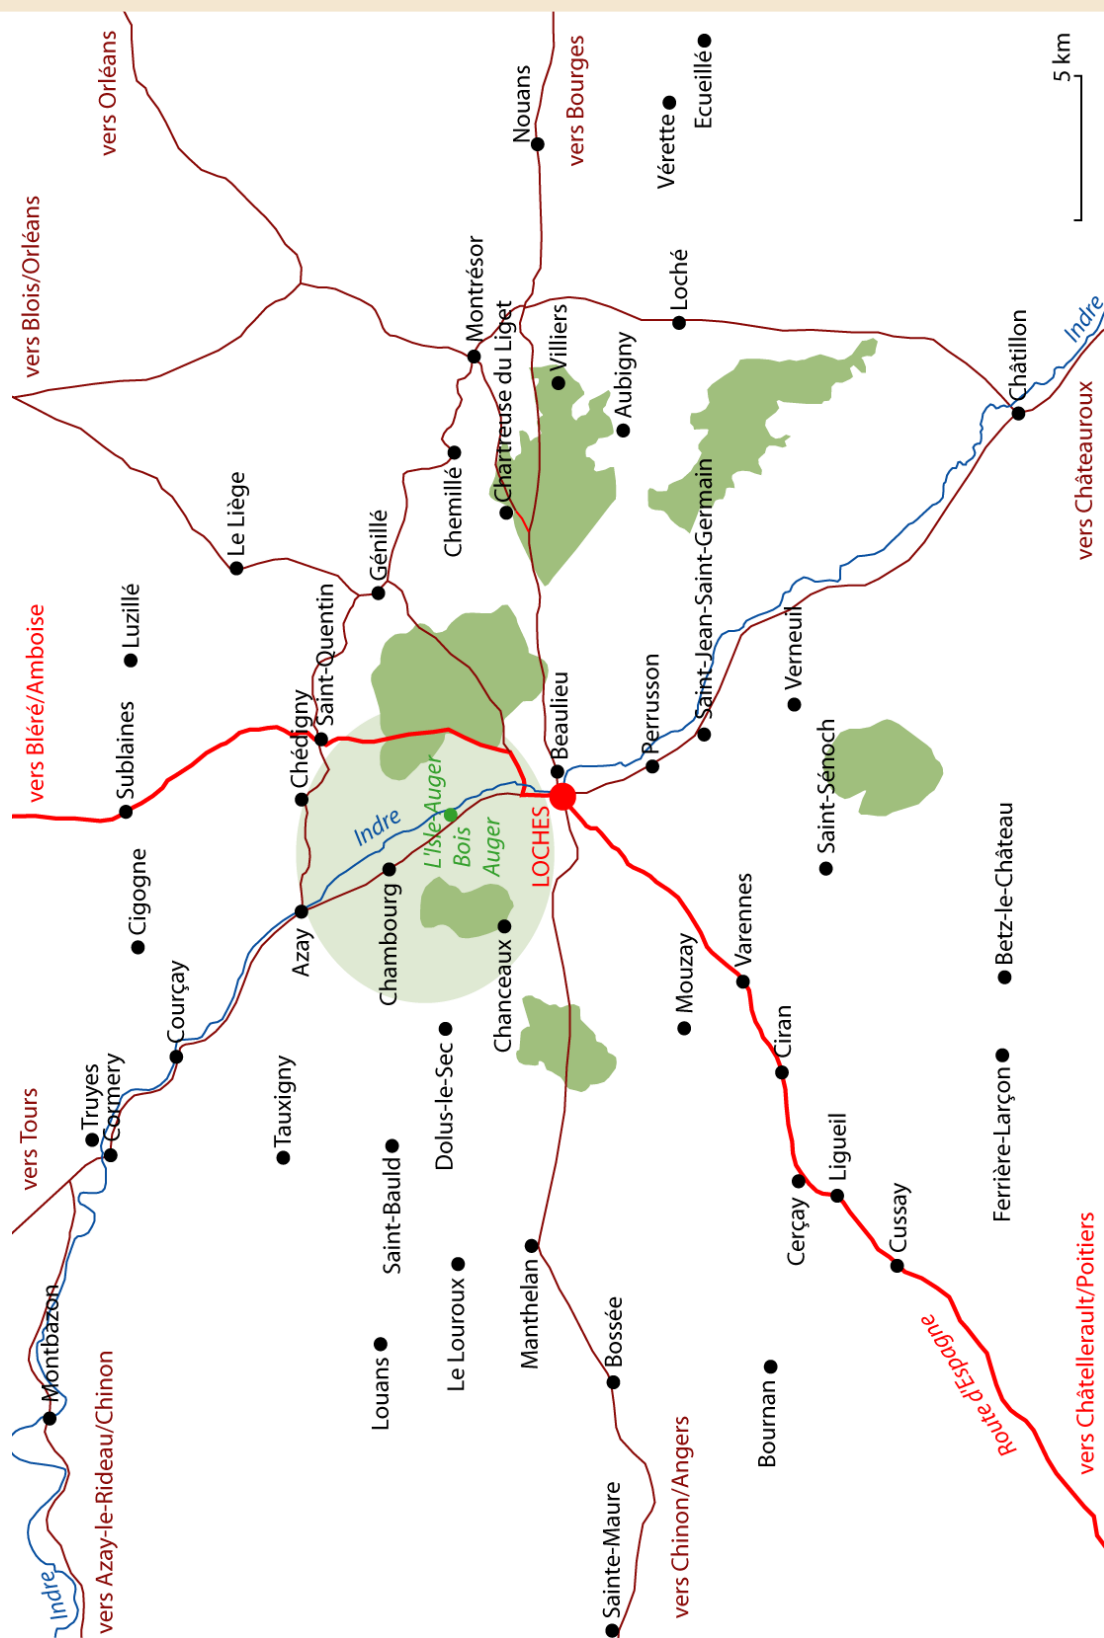 vers Azay-le-Rideau/Chinon
vers Tours
vers Bléré/Amboise
vers Blois/Orléans
vers Orléans
Indre
Montbazon
Truyes
Cormery
Courçay
Cigogne
Sublaines
Luzillé
Le Liège
Tauxigny
Azay
Chédigny
Saint-Quentin
Génillé
Louans
Saint-Bauld
Chambourg
Indre
L'Isle-Auger
Bois
Auger
Chemillé
Montrésor
Le Louroux
Dolus-le-Sec
Chanceaux
Chartreuse du Liget
Nouans
vers Bourges
Manthelan
LOCHES
Beaulieu
Villiers
Sainte-Maure
Bossée
Aubigny
vers Chinon/Angers
Mouzay
Perrusson
Loché
Vérette
Ecueillé
Saint-Jean-Saint-Germain
Varennes
Bournan
Ciran
Verneuil
Cerçay
Ligueil
Saint-Sénoch
Cussay
Route d'Espagne
Ferrière-Larçon
Betz-le-Château
Châtillon
Indre
vers Châtellerault/Poitiers
vers Châteauroux
5 km